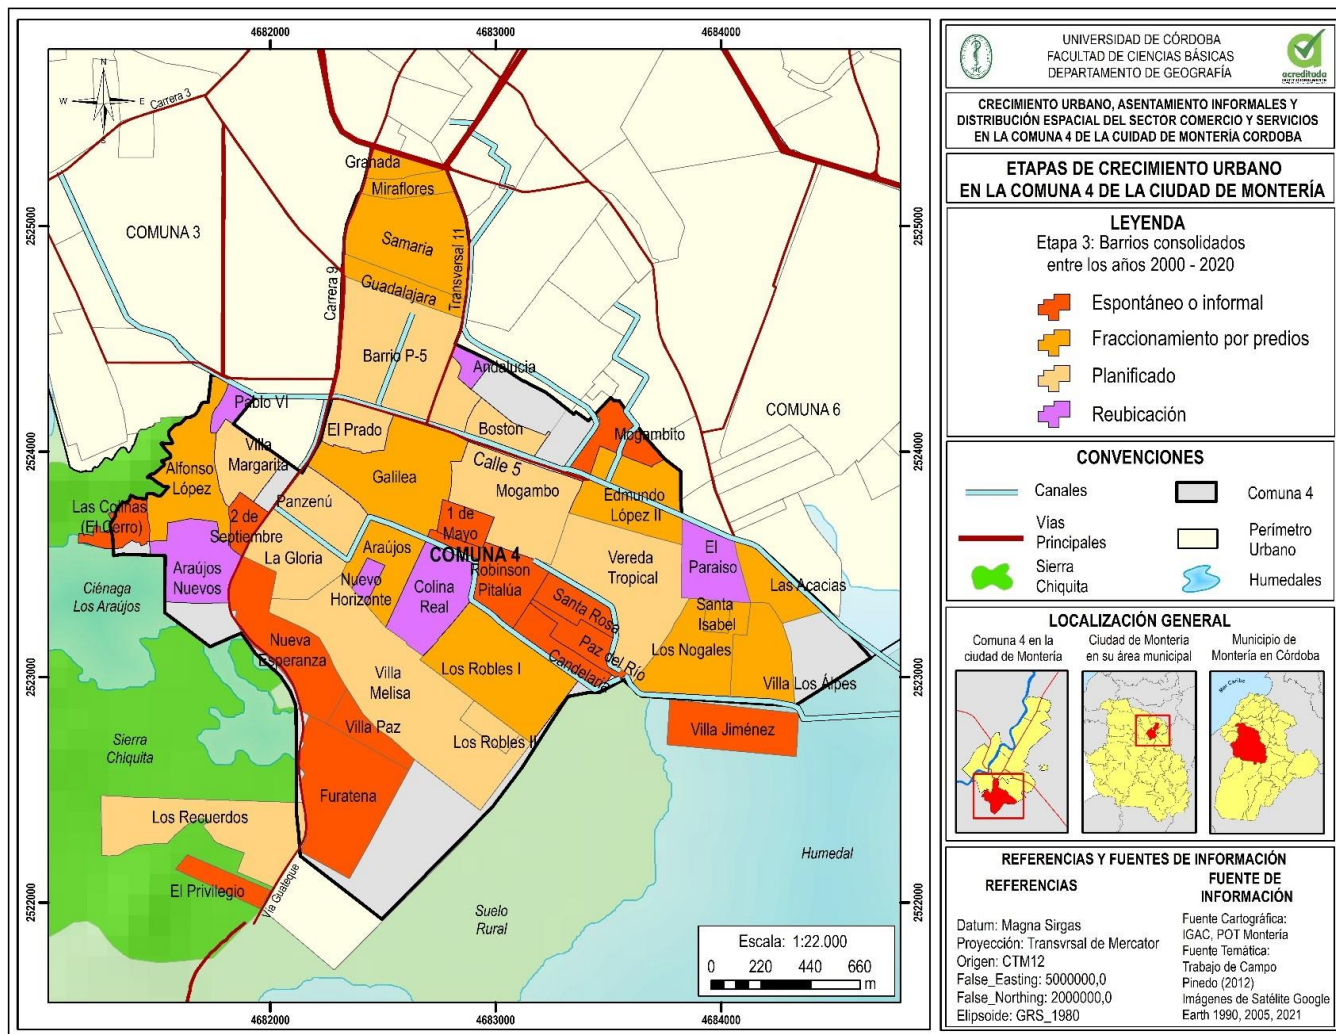 4682000
4683000
4684000
2525000
2524000
2523000
2522000
N
W
E
S
Carrera 3
COMUNA 3
Granada
Miraflores
Samaria
Guadalajara
Carrera 9
Transversal 11
Barrio P-5
Andalucia
COMUNA 6
Pablo VI
El Prado
Boston
Mogambito
Villa
Margarita
Alfonso
López
Galilea
Calle 5
Mogambo
Panzenú
Edmundo
López II
Las Colinas
(El Cerro)
2 de
Septiembre
1 de
Mayo
La Gloria
Araújos
COMUNA 4
Vereda
Tropical
El
Paraiso
Araújos
Nuevos
Nuevo
Horizonte
Colina
Real
Robinson
Pitalúa
Las Acacias
Santa Rosa
Santa
Isabel
Ciénaga
Los Araújos
Nueva
Esperanza
Paz del Río
Candelaria
Los Nogales
Los Robles I
Villa
Melisa
Villa Los Álpes
Villa Paz
Los Robles II
Villa Jiménez
Sierra
Chiquita
Furatena
Los Recuerdos
El Privilegio
Vía Guateque
Suelo
Rural
Humedal
Escala: 1:22.000
0 220 440 660
m
4682000
4683000
4684000
2525000
2524000
2523000
2522000
UNIVERSIDAD DE CÓRDOBA
FACULTAD DE CIENCIAS BÁSICAS
DEPARTAMENTO DE GEOGRAFÍA
acreditada
CRECIMIENTO URBANO, ASENTAMIENTO INFORMALES Y
DISTRIBUCIÓN ESPACIAL DEL SECTOR COMERCIO Y SERVICIOS
EN LA COMUNA 4 DE LA CUIDAD DE MONTERÍA CORDOBA
ETAPAS DE CRECIMIENTO URBANO
EN LA COMUNA 4 DE LA CIUDAD DE MONTERÍA
LEYENDA
Etapa 3: Barrios consolidados
entre los años 2000 - 2020
Espontáneo o informal
Fraccionamiento por predios
Planificado
Reubicación
CONVENCIONES
Canales
Comuna 4
Vías
Principales
Perímetro
Urbano
Sierra
Chiquita
Humedales
LOCALIZACIÓN GENERAL
Comuna 4 en la
ciudad de Montería
Ciudad de Monteria
en su área municipal
Municipio de
Montería en Córdoba
Mar Caribe
REFERENCIAS Y FUENTES DE INFORMACIÓN
REFERENCIAS
Datum: Magna Sirgas
Proyección: Transvrsal de Mercator
Origen: CTM12
False_Easting: 5000000,0
False_Northing: 2000000,0
Elipsoide: GRS_1980
FUENTE DE
INFORMACIÓN
Fuente Cartográfica:
IGAC, POT Montería
Fuente Temática:
Trabajo de Campo
Pinedo (2012)
Imágenes de Satélite Google
Earth 1990, 2005, 2021